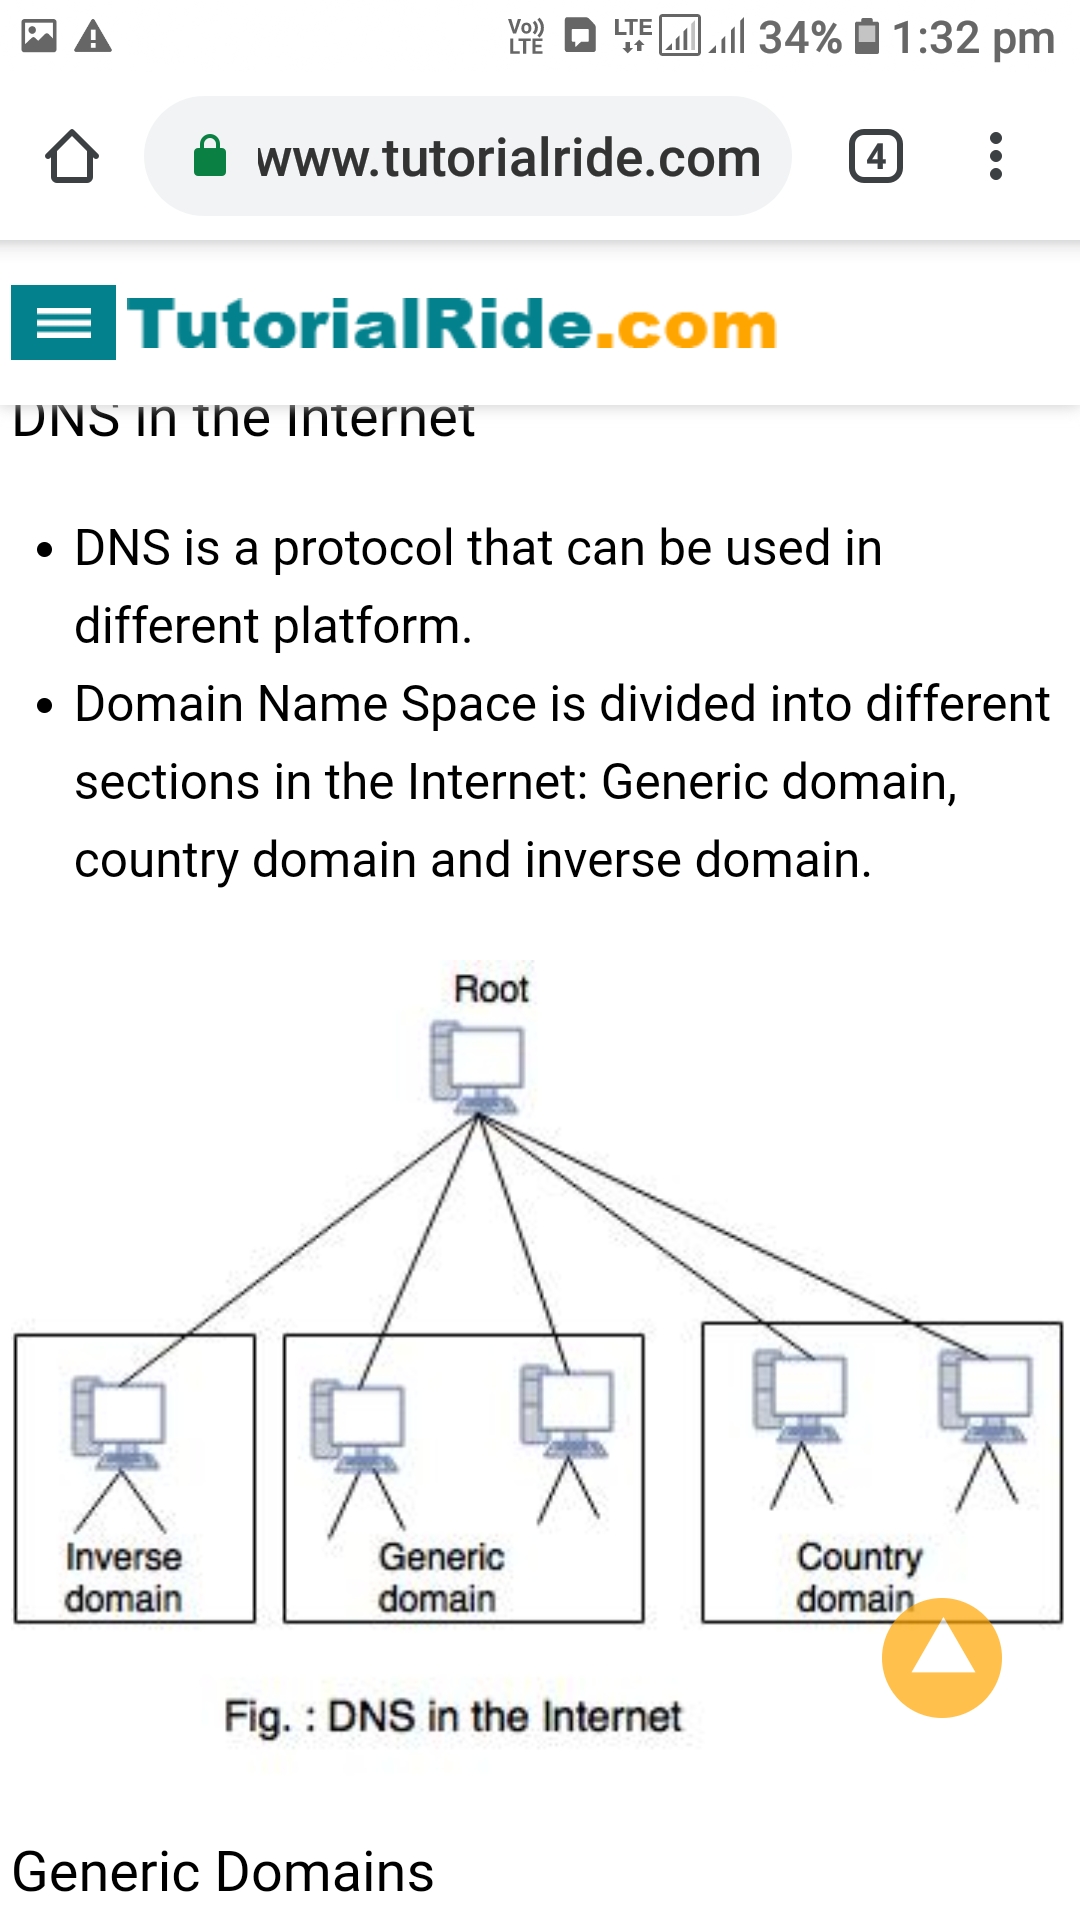 Vo)) LTE LTE 34% 1:32 pm
www.tutorialride.com 4
TutorialRide.com
DNS in the Internet
• DNS is a protocol that can be used in
different platform.
• Domain Name Space is divided into different
sections in the Internet: Generic domain,
country domain and inverse domain.
Root
Inverse
domain
Generic
domain
Country
domain
Fig. : DNS in the Internet
Generic Domains